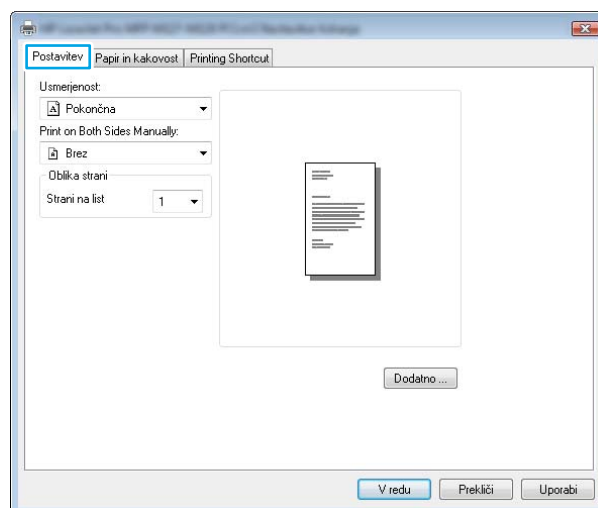 Postavitev Papir in kakovost Printing Shortcut
Usmerjenost:
Pokončna
Print on Both Sides Manually:
Brez
Oblika strani
Strani na list 1
Dodatno ...
V redu Prekliči Uporabi